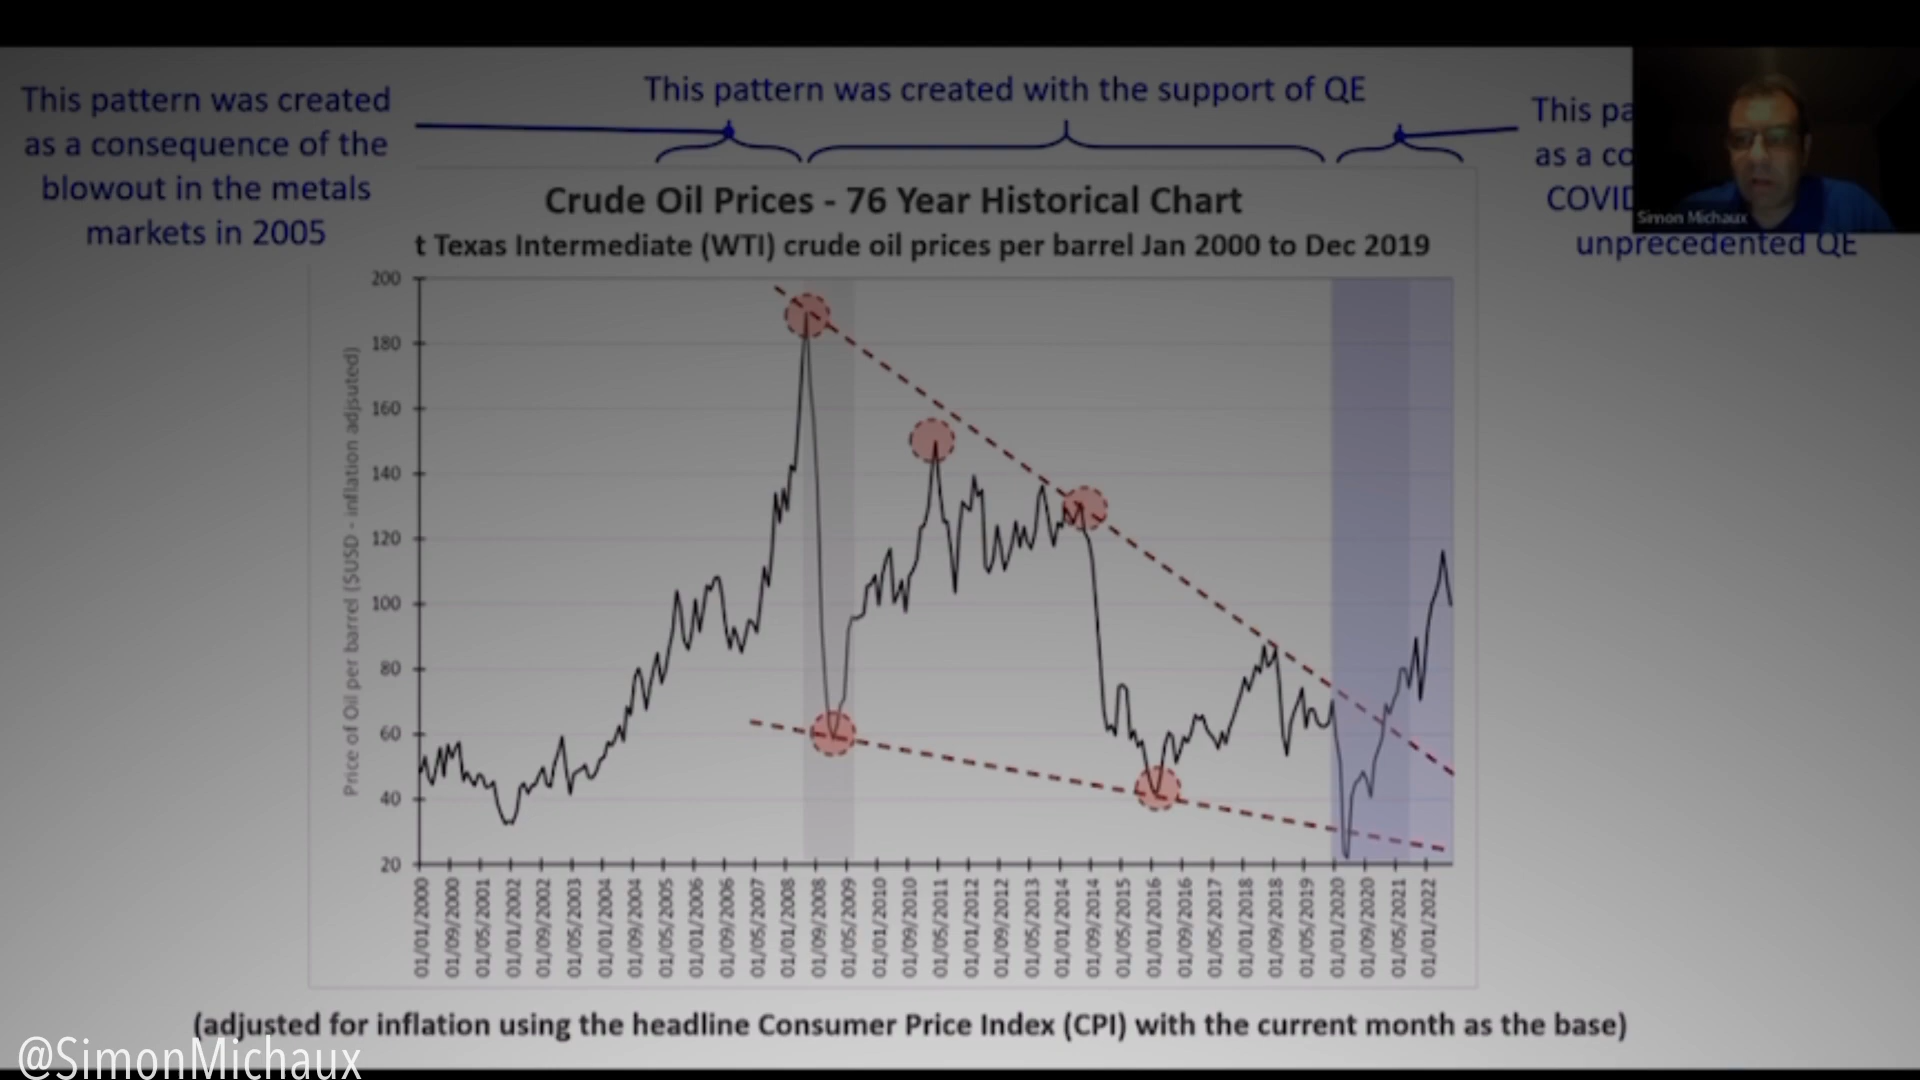 This pattern was created
as a consequence of the
blowout in the metals
markets in 2005
This pattern was created with the support of QE
This
as a
COVID
unprecedented QE
Simon Michaux
Crude Oil Prices - 76 Year Historical Chart
t Texas Intermediate (WTI) crude oil prices per barrel Jan 2000 to Dec 2019
Price of Oil per barrel ($USD - inflation adjsuted)
200
180
160
140
120
100
80
60
40
20
01/01/2000
01/09/2000
01/05/2001
01/01/2002
01/09/2002
01/05/2003
01/01/2004
01/09/2004
01/05/2005
01/01/2006
01/09/2006
01/05/2007
01/01/2008
01/09/2008
01/05/2009
01/01/2010
01/09/2010
01/05/2011
01/01/2012
01/09/2012
01/05/2013
01/01/2014
01/09/2014
01/05/2015
01/01/2016
01/09/2016
01/05/2017
01/01/2018
01/09/2018
01/05/2019
01/01/2020
01/09/2020
01/05/2021
01/01/2022
(adjusted for inflation using the headline Consumer Price Index (CPI) with the current month as the base)
@SimonMichaux